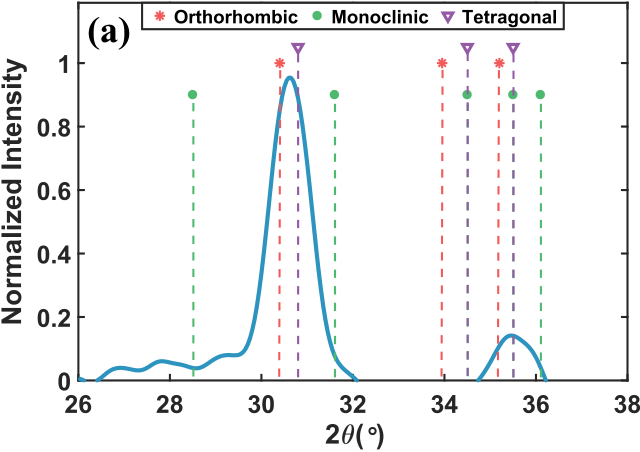 (a)
Orthorhombic Monoclinic Tetragonal
Normalized Intensity
1
0.8
0.6
0.4
0.2
0
26 28 30 32 34 36 38
2θ(°)